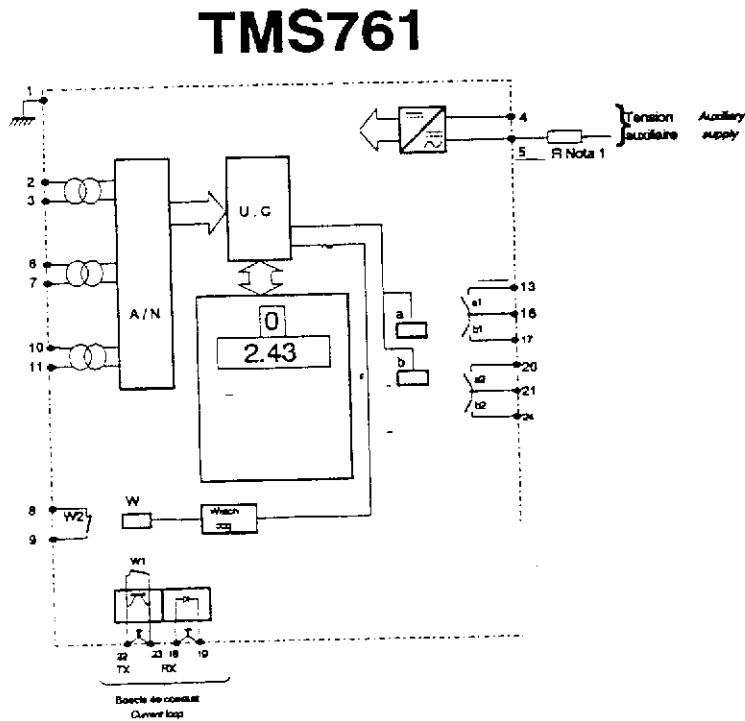 TMS761
1
4
Tension Auxiliary
auxiliaire supply
5
R Nota 1
2
3
U.C
6
7
A/N
13
a1
16
b1
17
a
0
2.43
10
11
b
20
a2
21
b2
24
8
W2
W
9
W1
22 23 18 19
TX RX
Boucle de courant
Current loop